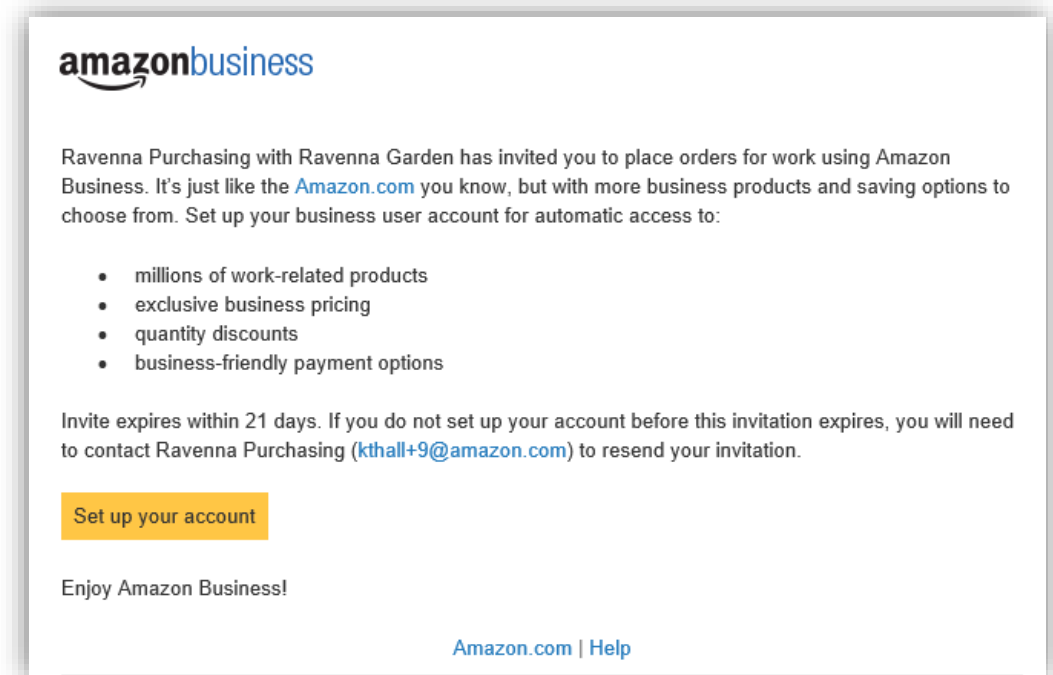 amazonbusiness
Ravenna Purchasing with Ravenna Garden has invited you to place orders for work using Amazon
Business. It's just like the Amazon.com you know, but with more business products and saving options to
choose from. Set up your business user account for automatic access to:
• millions of work-related products
• exclusive business pricing
• quantity discounts
• business-friendly payment options
Invite expires within 21 days. If you do not set up your account before this invitation expires, you will need
to contact Ravenna Purchasing (kthall+9@amazon.com) to resend your invitation.
Set up your account
Enjoy Amazon Business!
Amazon.com | Help